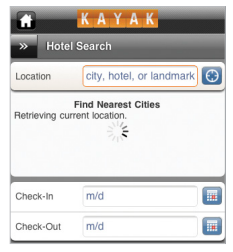 KAYAK
» Hotel Search
Location city, hotel, or landmark
Find Nearest Cities
Retrieving current location.
Check-In m/d
Check-Out m/d